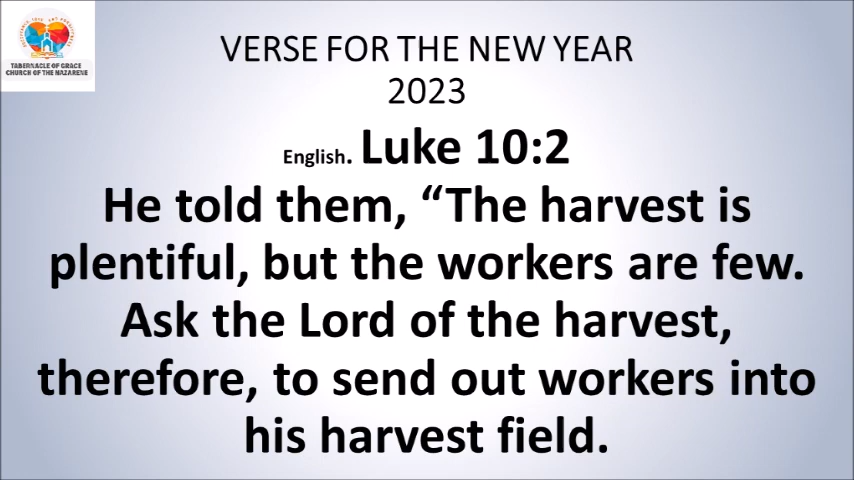 TABERNACLE OF GRACE
CHURCH OF THE NAZARENE
VERSE FOR THE NEW YEAR
2023
English. Luke 10:2
He told them, “The harvest is
plentiful, but the workers are few.
Ask the Lord of the harvest,
therefore, to send out workers into
his harvest field.